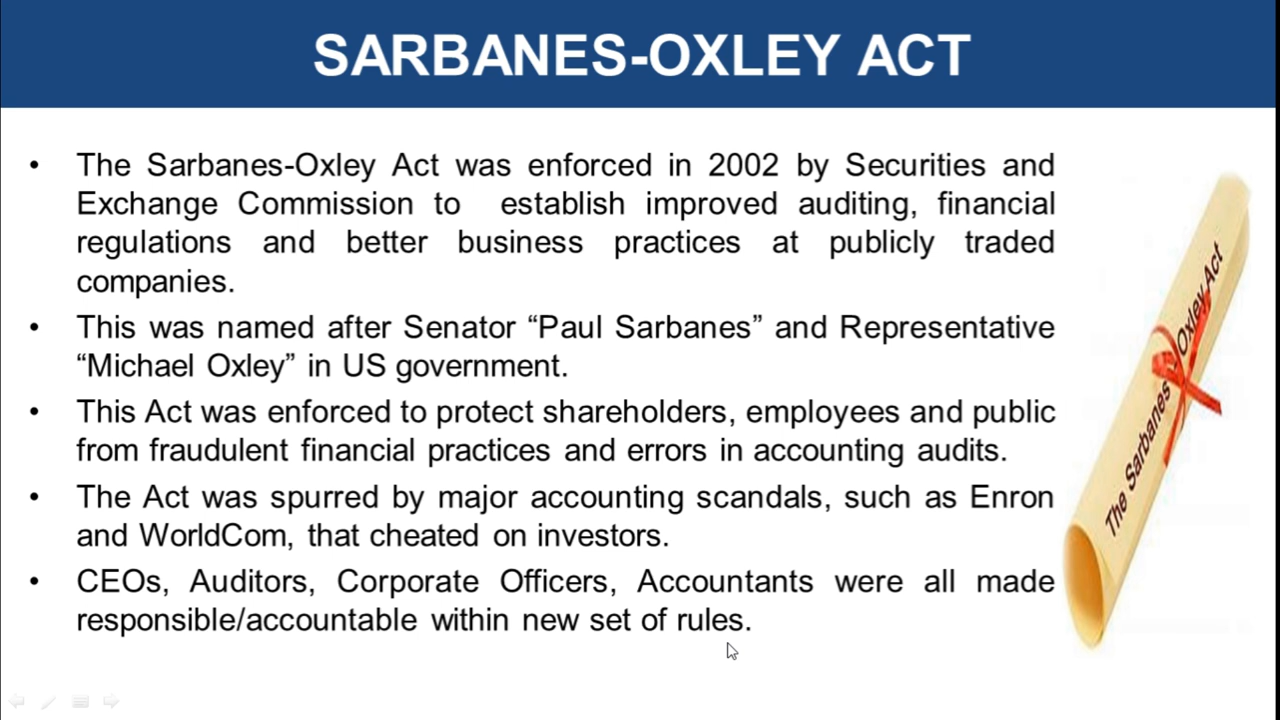 SARBANES-OXLEY ACT
• The Sarbanes-Oxley Act was enforced in 2002 by Securities and
Exchange Commission to establish improved auditing, financial
regulations and better business practices at publicly traded
companies.
• This was named after Senator “Paul Sarbanes” and Representative
“Michael Oxley” in US government.
• This Act was enforced to protect shareholders, employees and public
from fraudulent financial practices and errors in accounting audits.
• The Act was spurred by major accounting scandals, such as Enron
and WorldCom, that cheated on investors.
• CEOs, Auditors, Corporate Officers, Accountants were all made
responsible/accountable within new set of rules.
The Sarbanes Oxley Act